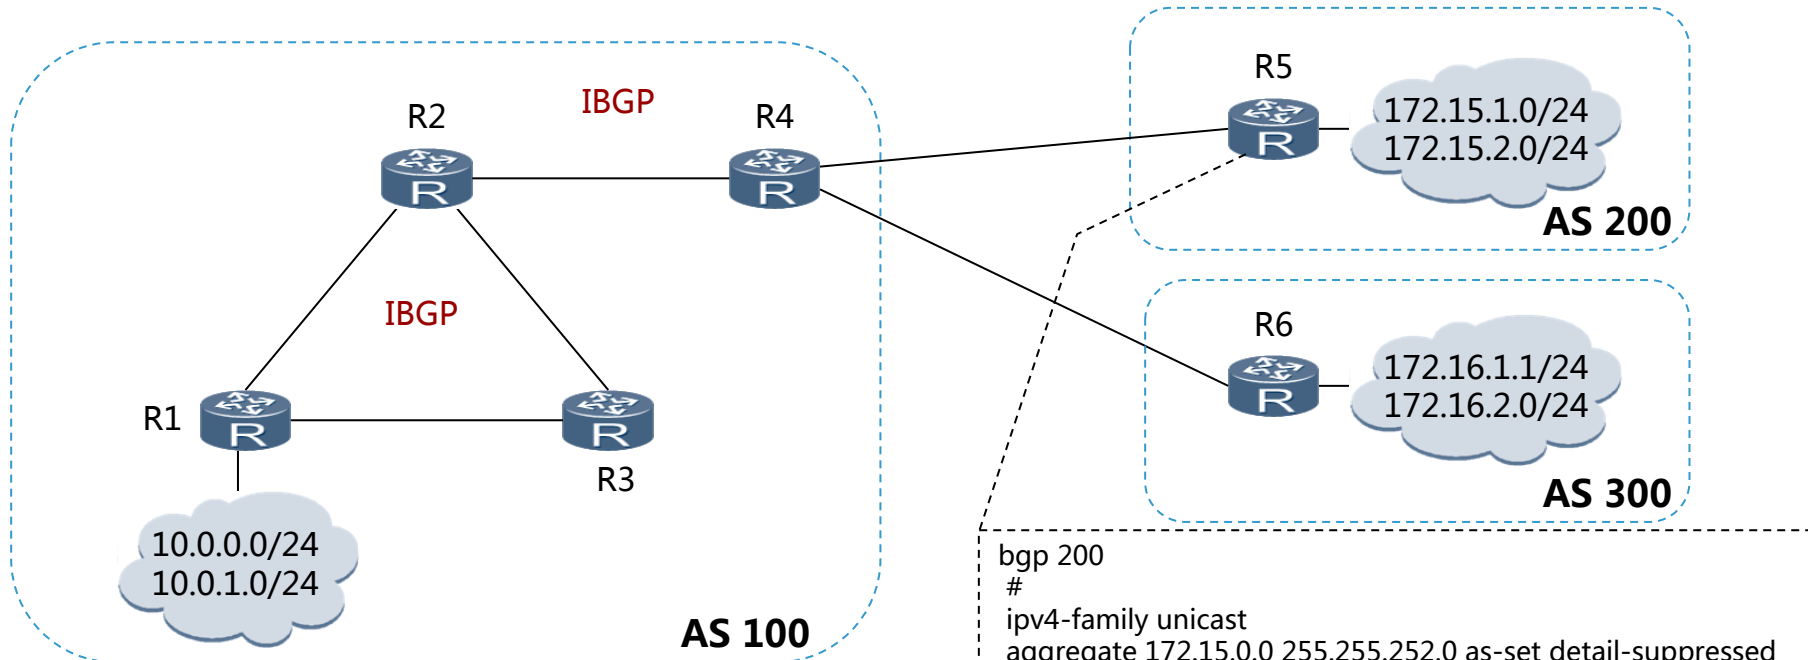 R5
172.15.1.0/24
172.15.2.0/24
AS 200
IBGP
R2
R4
R
R
R
IBGP
R6
172.16.1.1/24
172.16.2.0/24
AS 300
R
R1
R
R
R3
10.0.0.0/24
10.0.1.0/24
AS 100
bgp 200
#
ipv4-family unicast
aggregate 172.15.0.0 255.255.252.0 as-set detail-suppressed